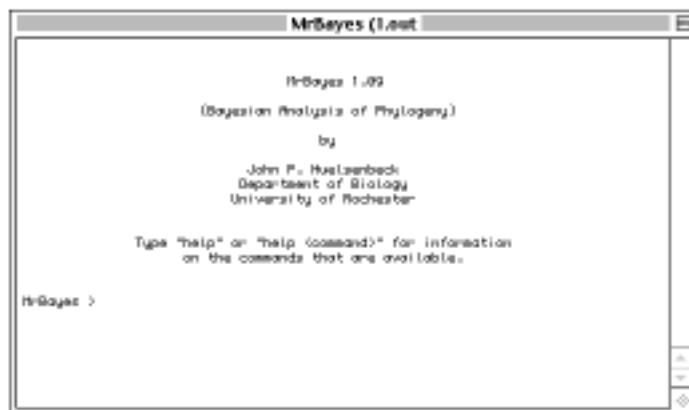 MrBayes (1.out
MrBayes 1.09
(Bayesian Analysis of Phylogeny)
by
John P. Huelsenbeck
Department of Biology
University of Rochester
Type "help" or "help <command>" for information
on the commands that are available.
MrBayes >